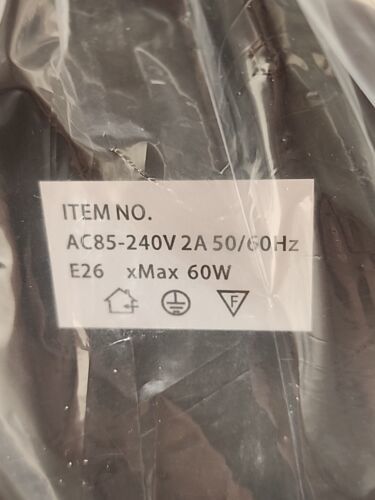 ITEM NO.
AC85-240V 2A 50/60Hz
E26 xMax 60W
F